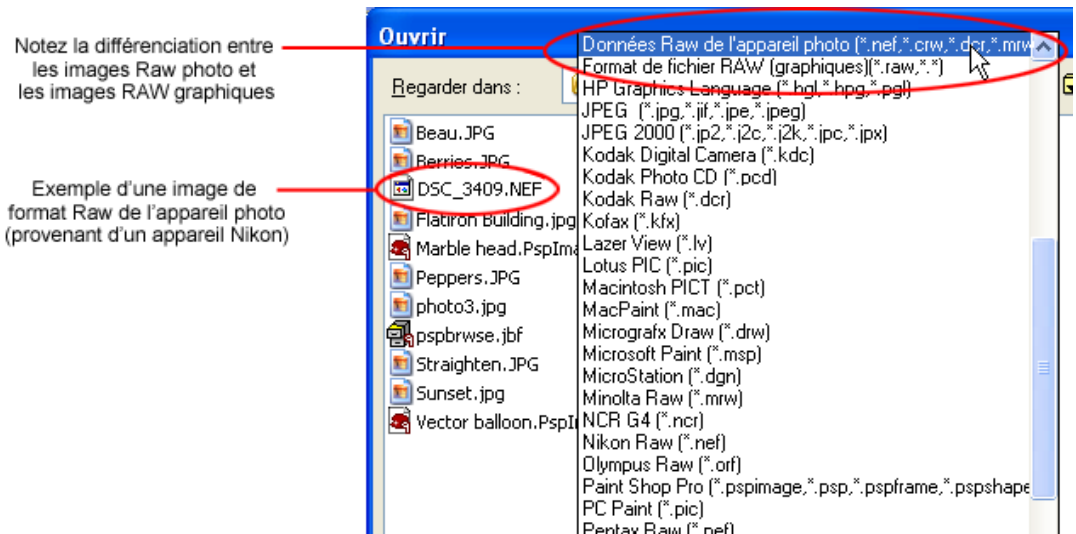 Notez la différenciation entre
les images Raw photo et
les images RAW graphiques
Exemple d'une image de
format Raw de l'appareil photo
(provenant d'un appareil Nikon)
Ouvrir
Regarder dans :
Beau.JPG
Berries.JPG
DSC_3409.NEF
Flatiron Building.jpg
Marble head.PspIma
Peppers.JPG
photo3.jpg
pspbrwse.jbf
Straighten.JPG
Sunset.jpg
Vector balloon.PspI
Données Raw de l'appareil photo (*.nef,*.crw,*.dcr,*.mrw
Format de fichier RAW (graphiques)(*.raw,*.*)
HP Graphics Language (*.hgl,*.hpg,*.pgl)
JPEG (*.jpg,*.jif,*.jpe,*.jpeg)
JPEG 2000 (*.jp2,*.j2c,*.j2k,*.jpc,*.jpx)
Kodak Digital Camera (*.kdc)
Kodak Photo CD (*.pcd)
Kodak Raw (*.dcr)
Kofax (*.kfx)
Lazer View (*.lv)
Lotus PIC (*.pic)
Macintosh PICT (*.pct)
MacPaint (*.mac)
Micrografx Draw (*.drw)
Microsoft Paint (*.msp)
MicroStation (*.dgn)
Minolta Raw (*.mrw)
NCR G4 (*.ncr)
Nikon Raw (*.nef)
Olympus Raw (*.orf)
Paint Shop Pro (*.pspimage,*.psp,*.pspframe,*.pspshape
PC Paint (*.pic)
Pentax Raw (*.pef)